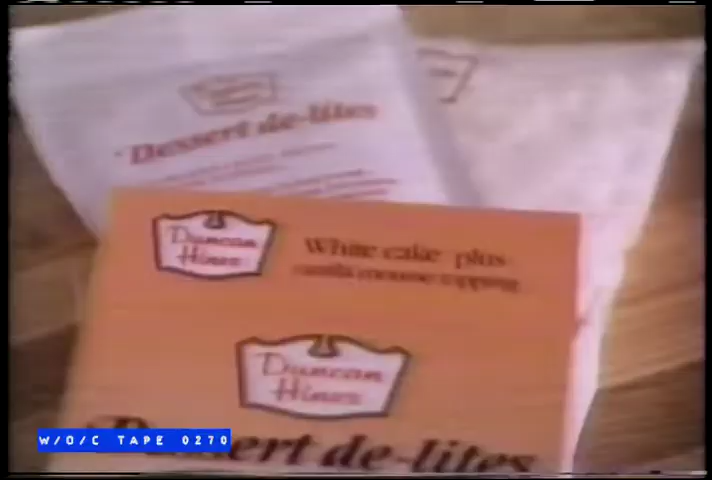 Duncan
Hines
Dessert de-lites
Duncan
Hines
White cake plus
vanilla mousse topping
Duncan
Hines
Dessert de-lites
W/O/C TAPE 0270